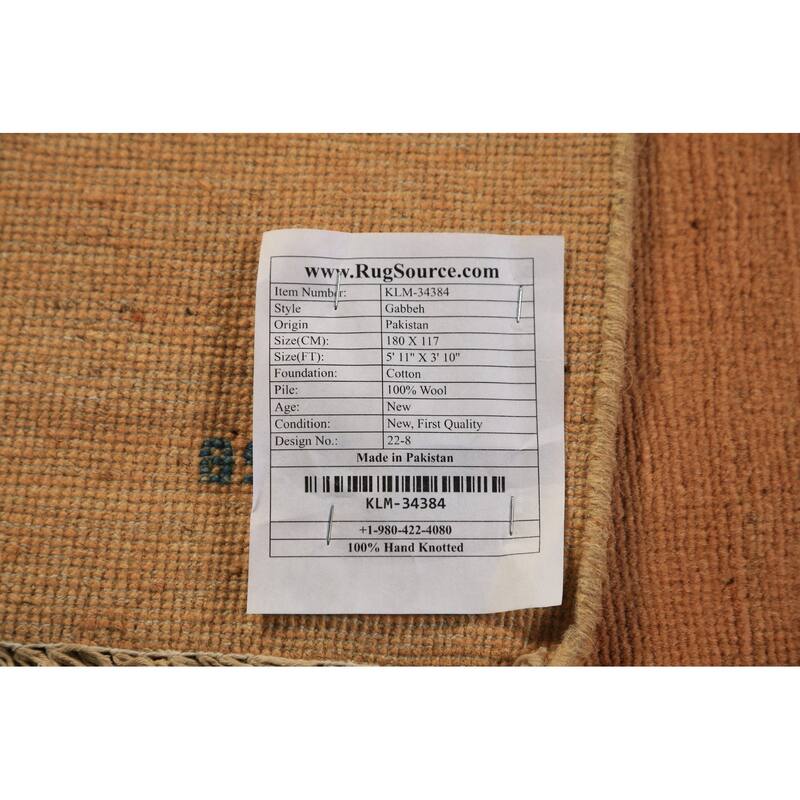 www.RugSource.com
Item Number: KLM-34384
Style Gabbeh
Origin Pakistan
Size(CM): 180 X 117
Size(FT): 5' 11" X 3' 10"
Foundation: Cotton
Pile: 100% Wool
Age: New
Condition: New, First Quality
Design No.: 22-8
Made in Pakistan
KLM-34384
+1-980-422-4080
100% Hand Knotted